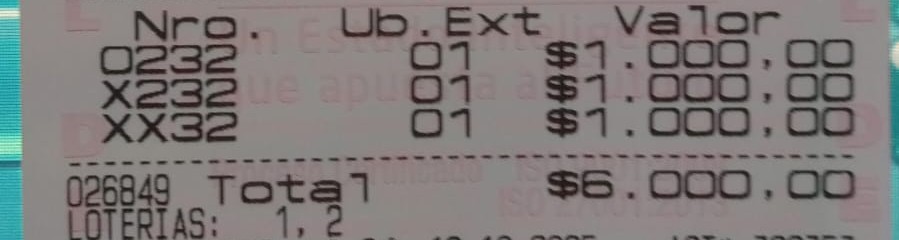 Nro. Ub.Ext Valor
0232 01 $1.000,00
X232 01 $1.000,00
XX32 01 $1.000,00
026849 Total $6.000,00
LOTERIAS: 1, 2